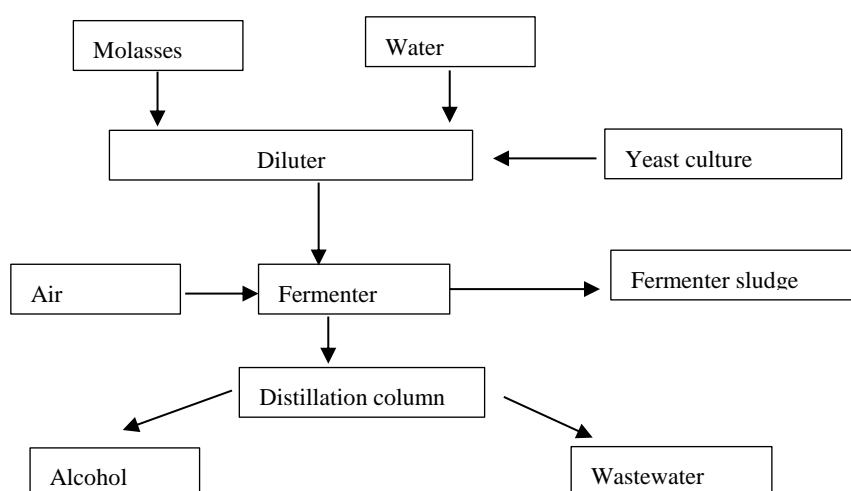 Molasses
Water
Diluter
Yeast culture
Air
Fermenter
Fermenter sludge
Distillation column
Alcohol
Wastewater